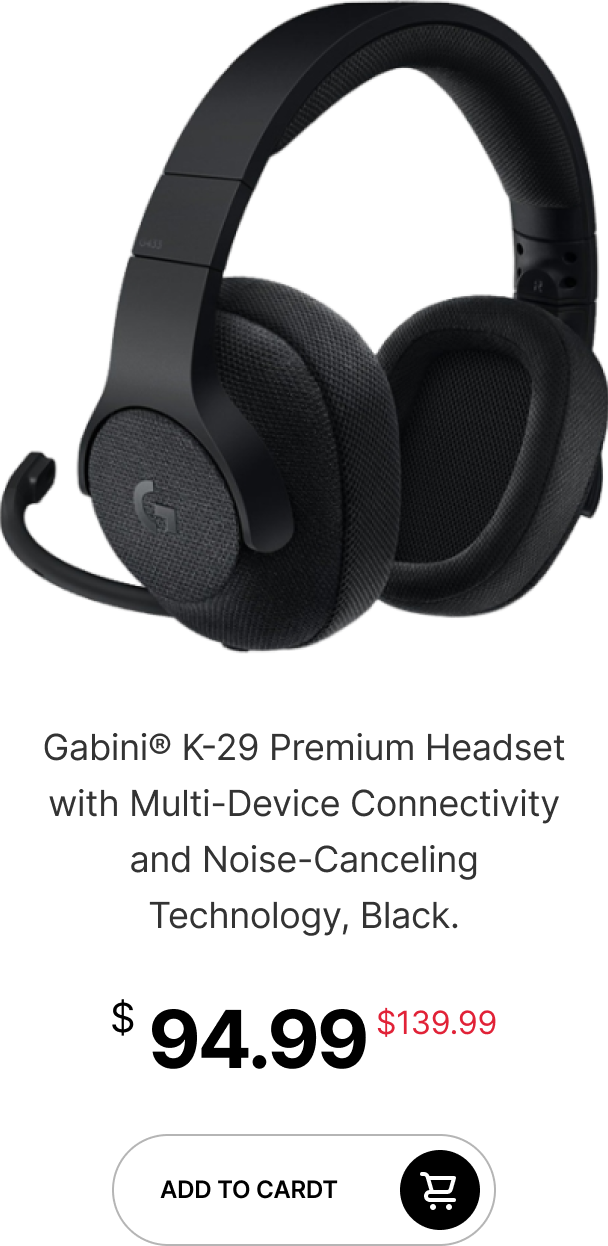 G433
R
Gabini® K-29 Premium Headset
with Multi-Device Connectivity
and Noise-Canceling
Technology, Black.
$ 94.99 $139.99
ADD TO CARDT